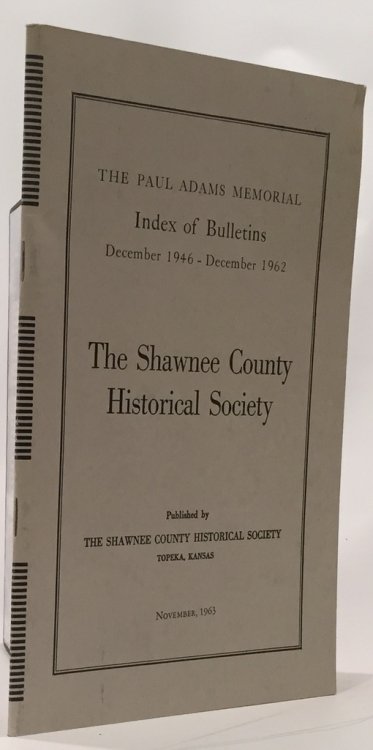 THE PAUL ADAMS MEMORIAL
Index of Bulletins
December 1946 - December 1962
The Shawnee County
Historical Society
Published by
THE SHAWNEE COUNTY HISTORICAL SOCIETY
TOPEKA, KANSAS
NOVEMBER, 1963